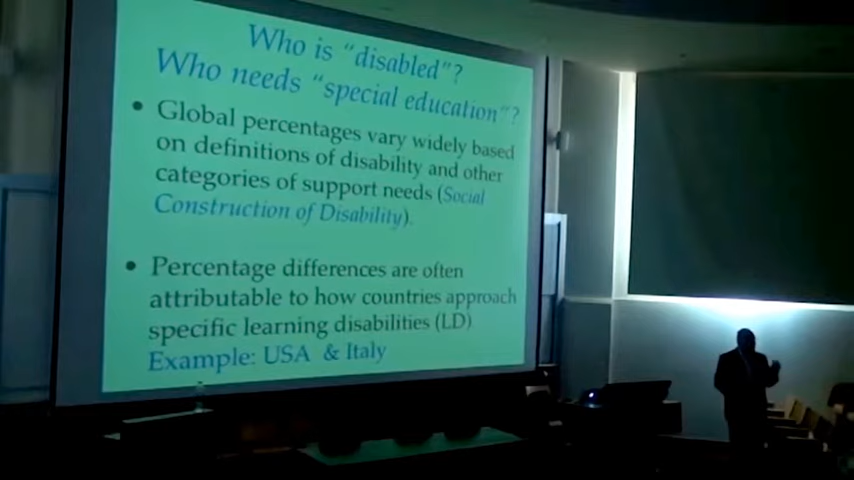 Who is “disabled”?
Who needs “special education”?
• Global percentages vary widely based
on definitions of disability and other
categories of support needs (Social
Construction of Disability).
• Percentage differences are often
attributable to how countries approach
specific learning disabilities (LD)
Example: USA & Italy